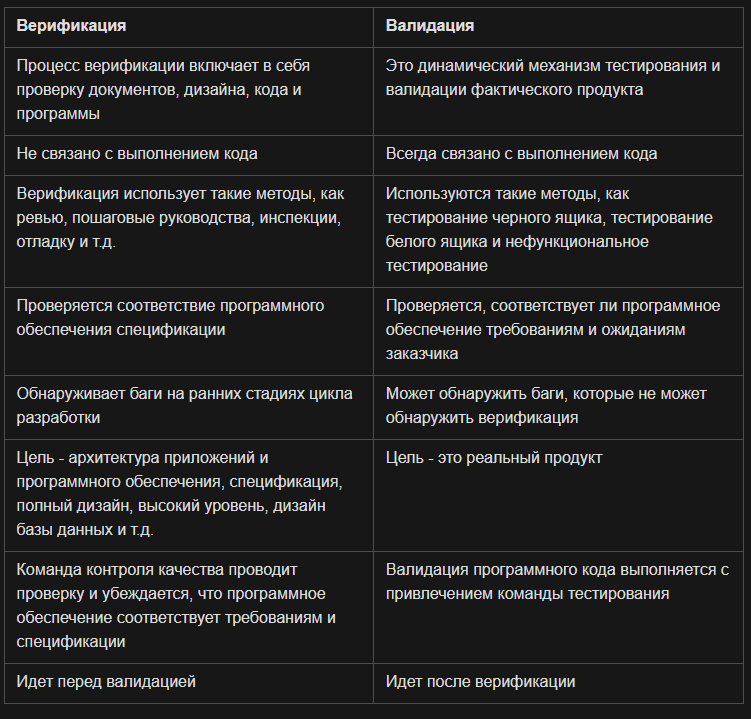 Верификация
Валидация
Процесс верификации включает в себя
проверку документов, дизайна, кода и
программы
Это динамический механизм тестирования и
валидации фактического продукта
Не связано с выполнением кода
Всегда связано с выполнением кода
Верификация использует такие методы, как
ревью, пошаговые руководства, инспекции,
отладку и т.д.
Используются такие методы, как
тестирование черного ящика, тестирование
белого ящика и нефункциональное
тестирование
Проверяется соответствие программного
обеспечения спецификации
Проверяется, соответствует ли программное
обеспечение требованиям и ожиданиям
заказчика
Обнаруживает баги на ранних стадиях цикла
разработки
Может обнаружить баги, которые не может
обнаружить верификация
Цель - архитектура приложений и
программного обеспечения, спецификация,
полный дизайн, высокий уровень, дизайн
базы данных и т.д.
Цель - это реальный продукт
Команда контроля качества проводит
проверку и убеждается, что программное
обеспечение соответствует требованиям и
спецификации
Валидация программного кода выполняется с
привлечением команды тестирования
Идет перед валидацией
Идет после верификации